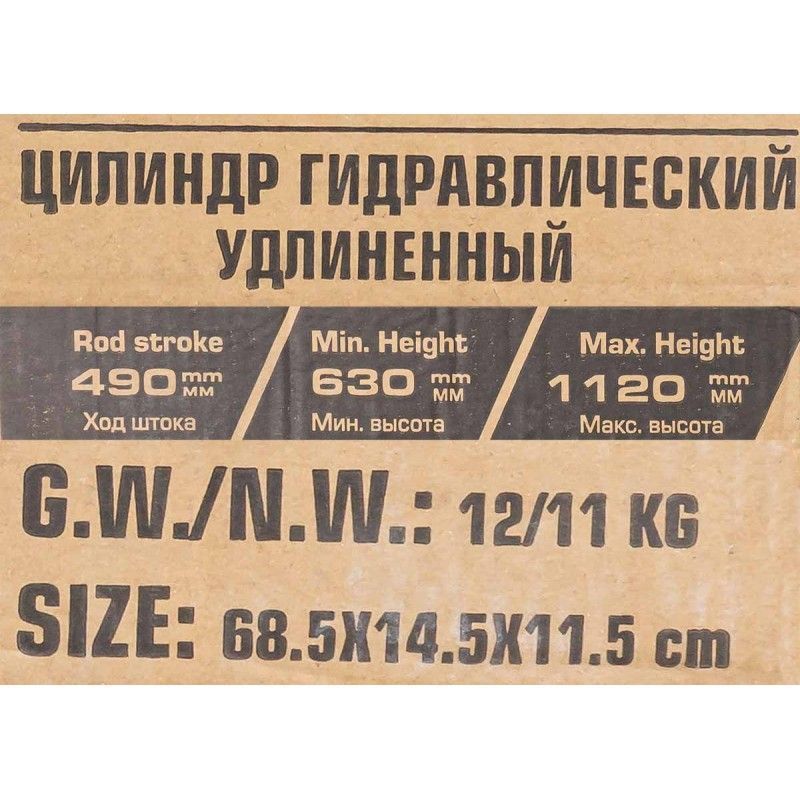 ЦИЛИНДР ГИДРАВЛИЧЕСКИЙ
УДЛИНЕННЫЙ
Rod stroke
490 mm мм
Ход штока
Min. Height
630 mm мм
Мин. высота
Max. Height
1120 mm мм
Макс. высота
G.W./N.W.: 12/11 KG
SIZE: 68.5X14.5X11.5 cm